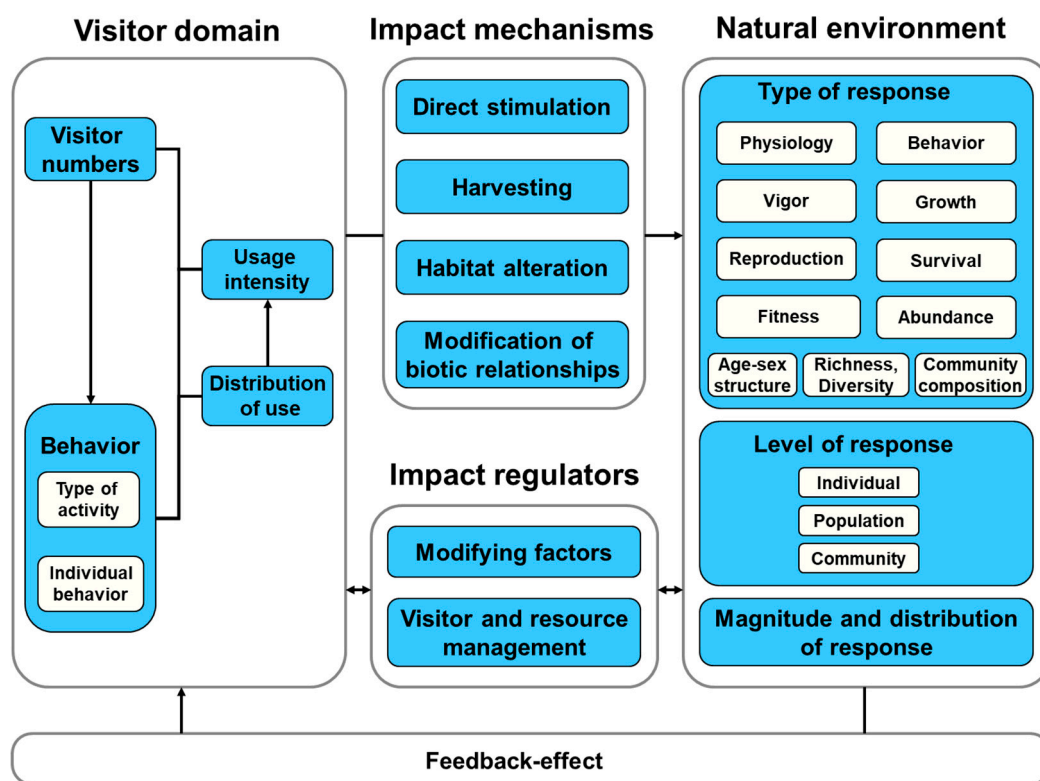 Visitor domain
Visitor
numbers
Usage
intensity
Distribution
of use
Behavior
Type of
activity
Individual
behavior
Impact mechanisms
Direct stimulation
Harvesting
Habitat alteration
Modification of
biotic relationships
Impact regulators
Modifying factors
Visitor and resource
management
Natural environment
Type of response
Physiology
Behavior
Vigor
Growth
Reproduction
Survival
Fitness
Abundance
Age-sex
structure
Richness,
Diversity
Community
composition
Level of response
Individual
Population
Community
Magnitude and distribution
of response
Feedback-effect